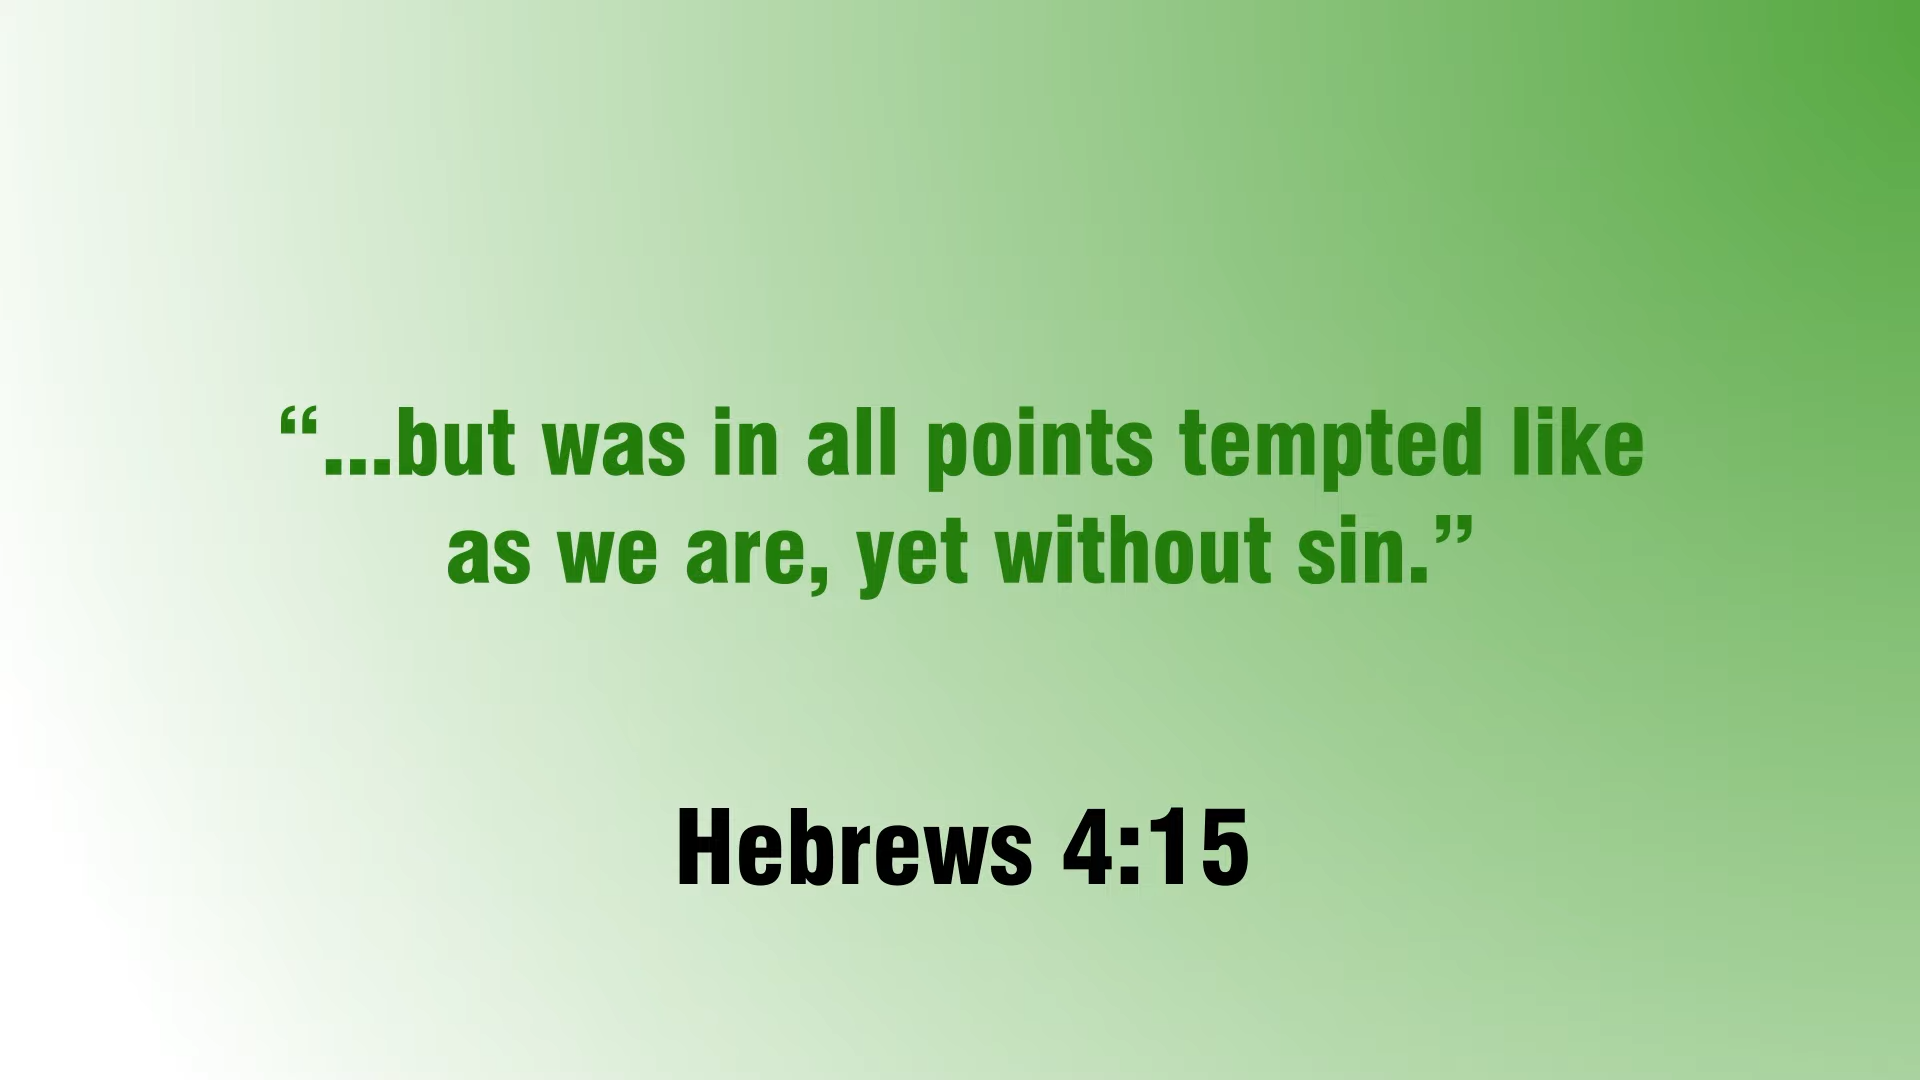 “...but was in all points tempted like
as we are, yet without sin.”
Hebrews 4:15